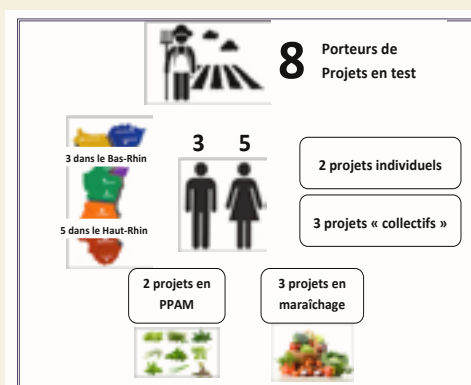 8
Porteurs de
Projets en test
3 dans le Bas-Rhin
5 dans le Haut-Rhin
3 5
2 projets individuels
3 projets « collectifs »
2 projets en
PPAM
3 projets en
maraîchage